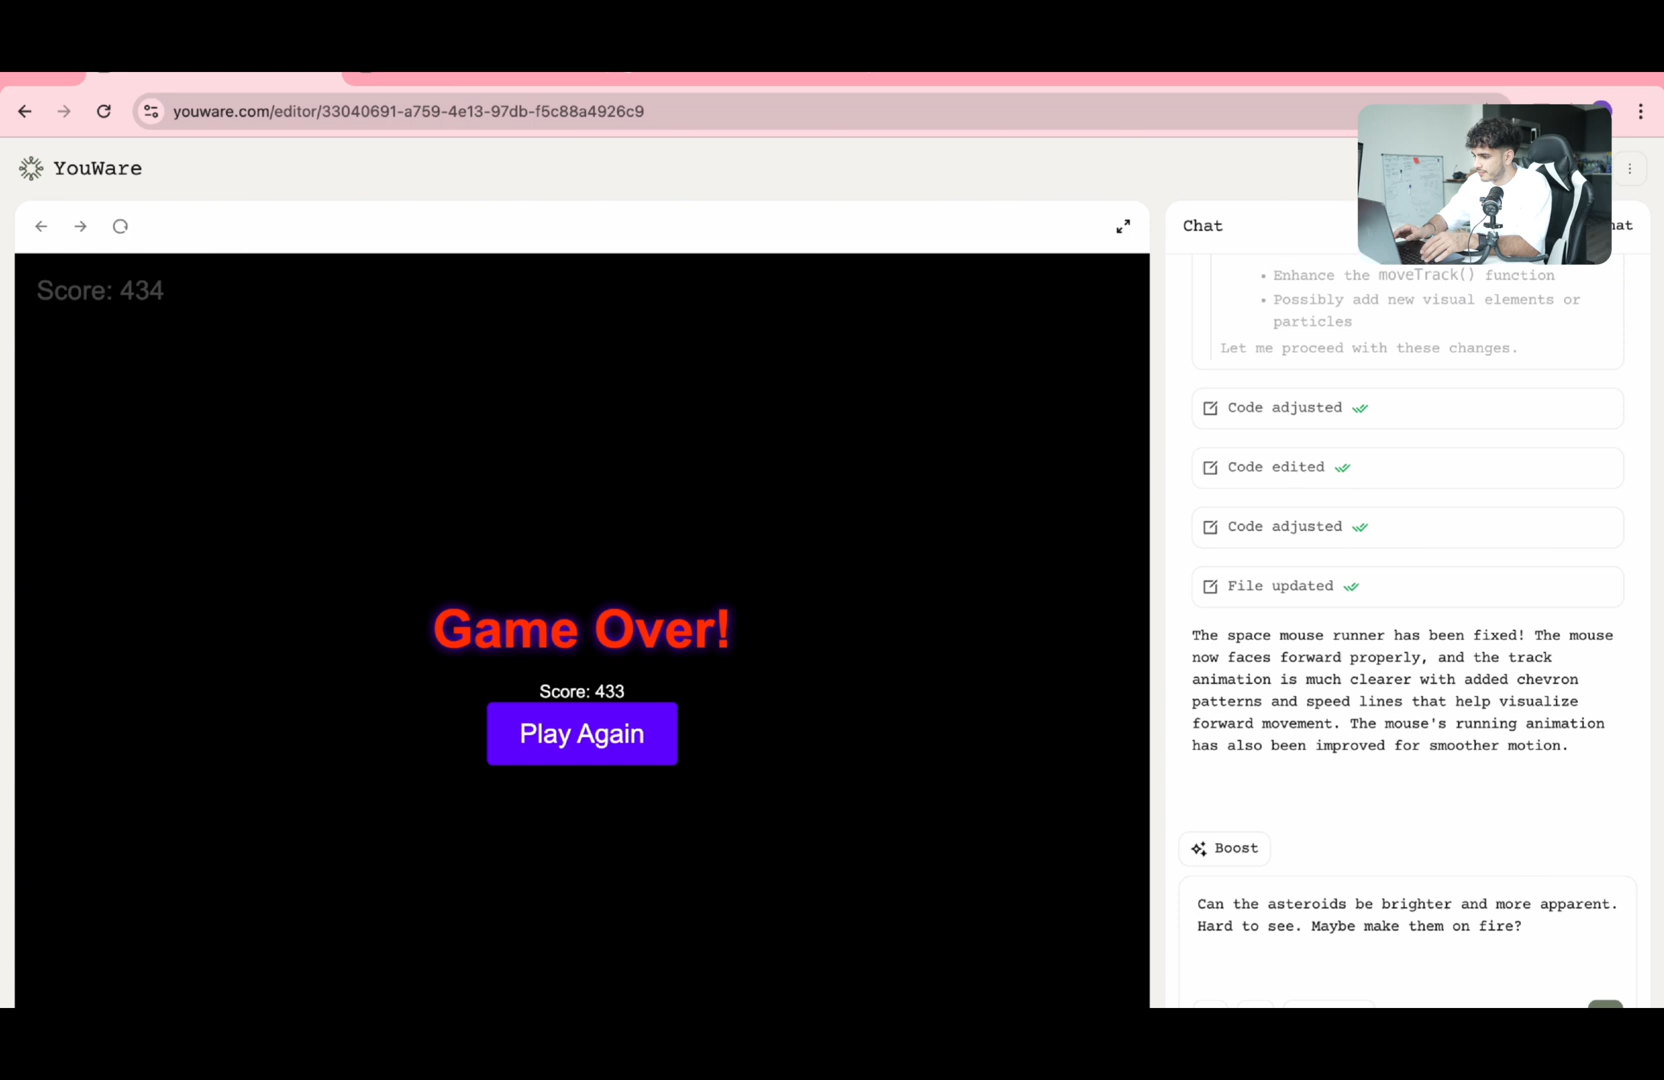 youware.com/editor/33040691-a759-4e13-97db-f5c88a4926c9
YouWare
Score: 434
Game Over!
Score: 433
Play Again
Chat
• Enhance the moveTrack() function
• Possibly add new visual elements or
particles
Let me proceed with these changes.
Code adjusted
Code edited
Code adjusted
File updated
The space mouse runner has been fixed! The mouse
now faces forward properly, and the track
animation is much clearer with added chevron
patterns and speed lines that help visualize
forward movement. The mouse's running animation
has also been improved for smoother motion.
Boost
Can the asteroids be brighter and more apparent.
Hard to see. Maybe make them on fire?